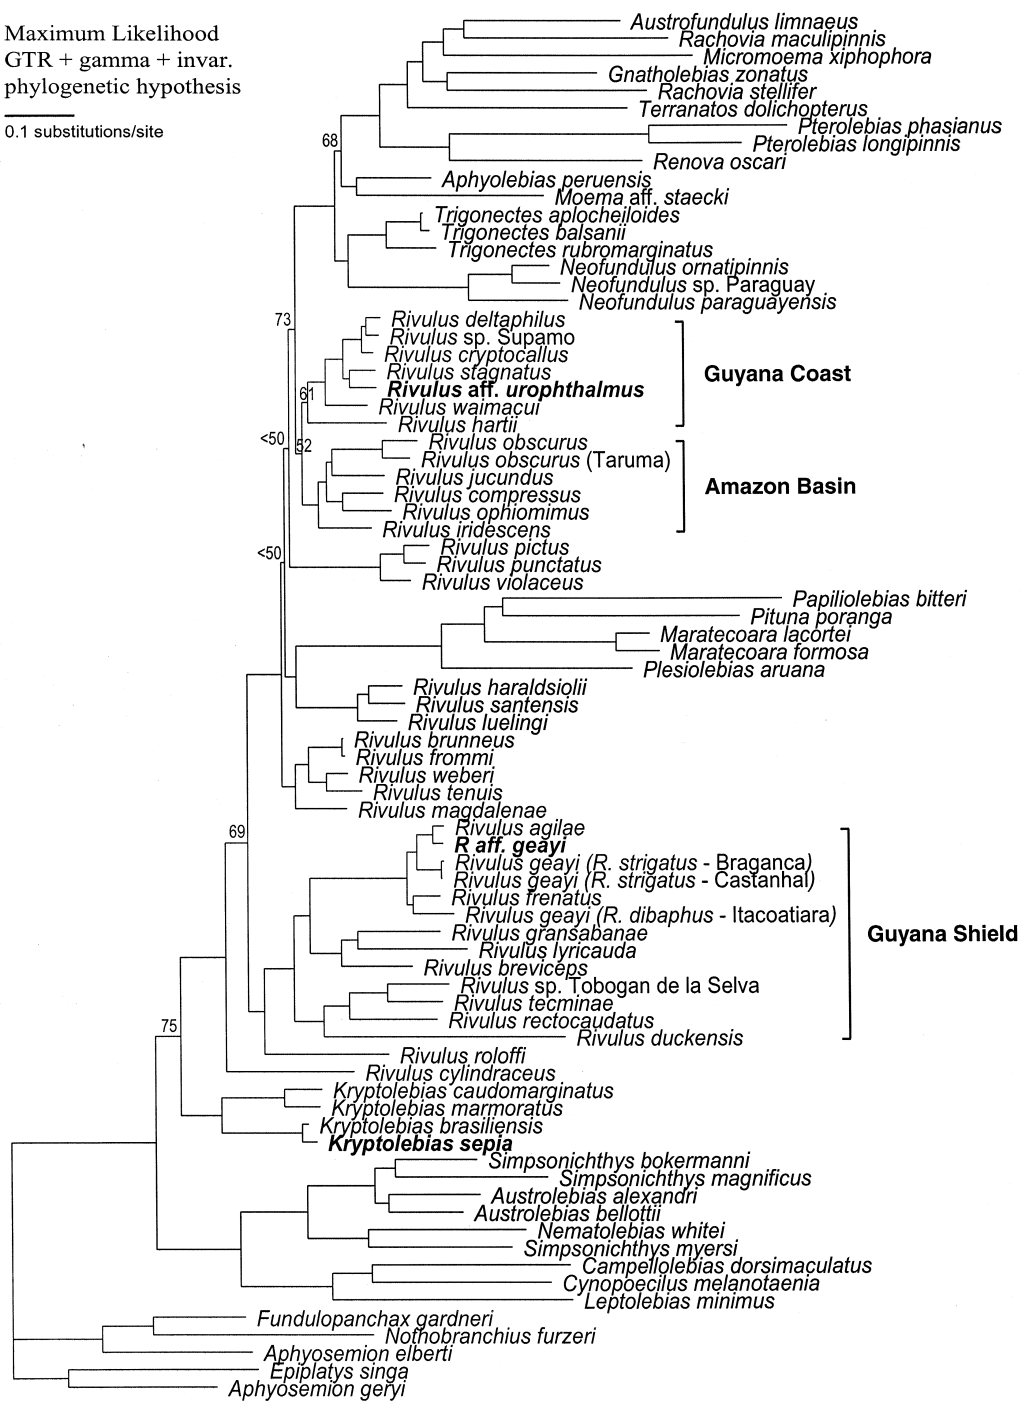 Maximum Likelihood
GTR + gamma + invar.
phylogenetic hypothesis
0.1 substitutions/site
Austrofundulus limnaeus
Rachovia maculipinnis
Micromoema xiphophora
Gnatholebias zonatus
Rachovia stellifer
Terranatos dolichopterus
Pterolebias phasianus
68
Pterolebias longipinnis
Renova oscari
Aphyolebias peruensis
Moema aff. staecki
Trigonectes aplocheiloides
Trigonectes balsanii
Trigonectes rubromarginatus
Neofundulus ornatipinnis
Neofundulus sp. Paraguay
Neofundulus paraguayensis
73
Rivulus deltaphilus
Rivulus sp. Supamo
Rivulus cryptocallus
Rivulus stagnatus
Guyana Coast
61
Rivulus aff. urophthalmus
Rivulus waimacui
Rivulus hartii
<50
52
Rivulus obscurus
Rivulus obscurus (Taruma)
Rivulus jucundus
Amazon Basin
Rivulus compressus
Rivulus ophiomimus
Rivulus iridescens
<50
Rivulus pictus
Rivulus punctatus
Rivulus violaceus
Papiliolebias bitteri
Pituna poranga
Maratecoara lacortei
Maratecoara formosa
Plesiolebias aruana
Rivulus haraldsiolii
Rivulus santensis
Rivulus luelingi
Rivulus brunneus
Rivulus frommi
Rivulus weberi
Rivulus tenuis
Rivulus magdalenae
69
Rivulus agilae
R aff. geayi
Rivulus geayi (R. strigatus - Braganca)
Rivulus geayi (R. strigatus - Castanhal)
Rivulus frenatus
Rivulus geayi (R. dibaphus - Itacoatiara)
Rivulus gransabanae
Guyana Shield
Rivulus lyricauda
Rivulus breviceps
Rivulus sp. Tobogan de la Selva
Rivulus tecminae
Rivulus rectocaudatus
75
Rivulus duckensis
Rivulus roloffi
Rivulus cylindraceus
Kryptolebias caudomarginatus
Kryptolebias marmoratus
Kryptolebias brasiliensis
Kryptolebias sepia
Simpsonichthys bokermanni
Simpsonichthys magnificus
Austrolebias alexandri
Austrolebias bellottii
Nematolebias whitei
Simpsonichthys myersi
Campellolebias dorsimaculatus
Cynopoecilus melanotaenia
Leptolebias minimus
Fundulopanchax gardneri
Nothobranchius furzeri
Aphyosemion elberti
Epiplatys singa
Aphyosemion geryi